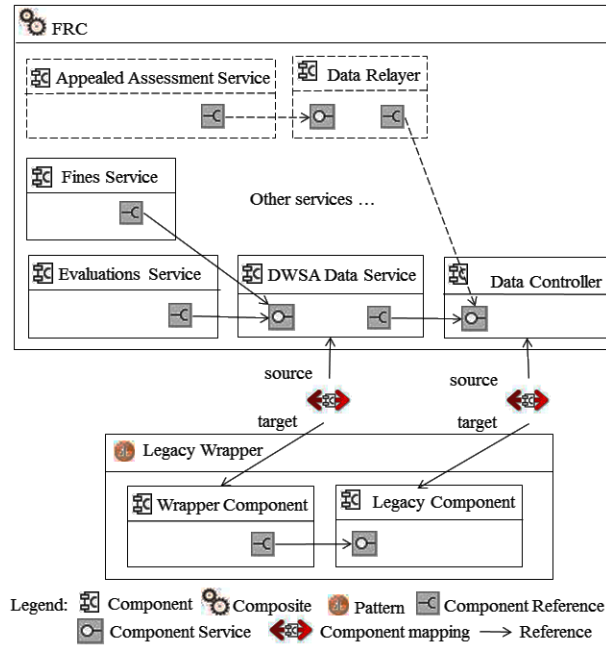 FRC
Appealed Assessment Service
Data Relayer
Fines Service
Other services ...
Evaluations Service
DWSA Data Service
Data Controller
source
source
target
target
Legacy Wrapper
Wrapper Component
Legacy Component
Legend: Component Composite Pattern Component Reference
Component Service Component mapping Reference